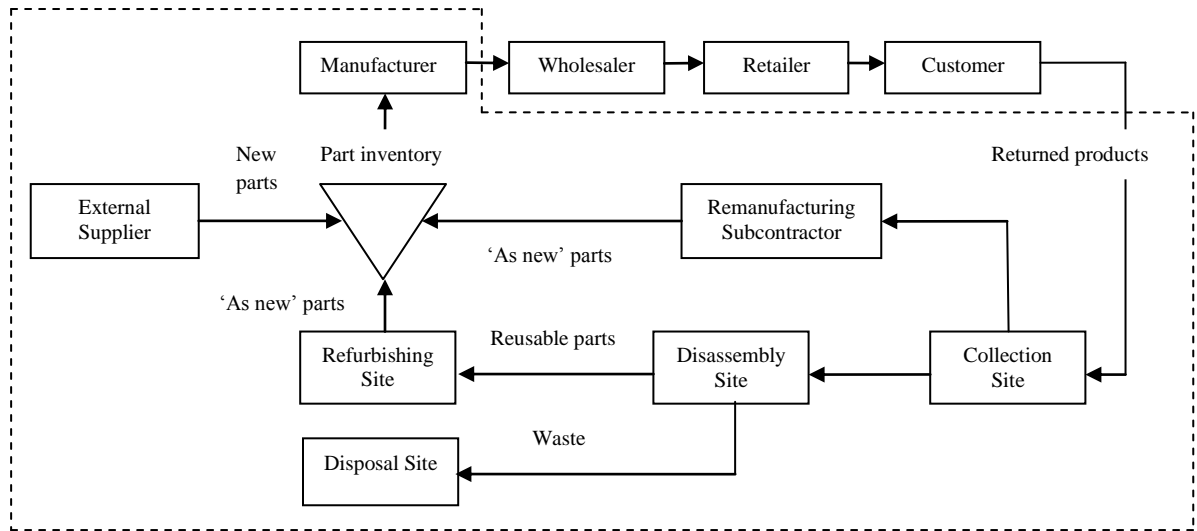 Manufacturer
Wholesaler
Retailer
Customer
New
parts
Part inventory
Returned products
External
Supplier
Remanufacturing
Subcontractor
‘As new’ parts
‘As new’ parts
Refurbishing
Site
Reusable parts
Disassembly
Site
Collection
Site
Waste
Disposal Site